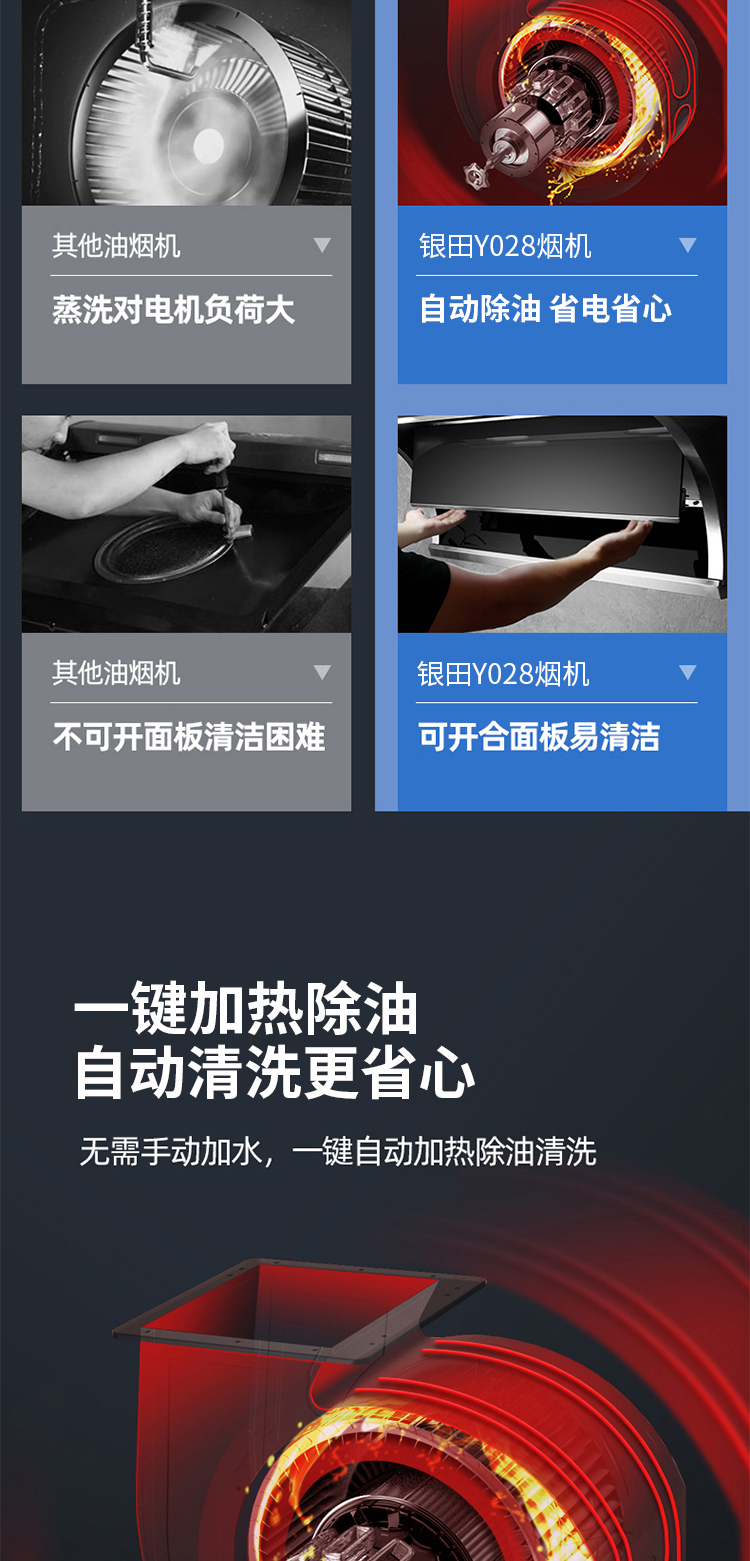 其他油烟机
蒸洗对电机负荷大
银田Y028烟机
自动除油 省电省心
其他油烟机
不可开面板清洁困难
银田Y028烟机
可开合面板易清洁
一键加热除油
自动清洗更省心
无需手动加水，一键自动加热除油清洗